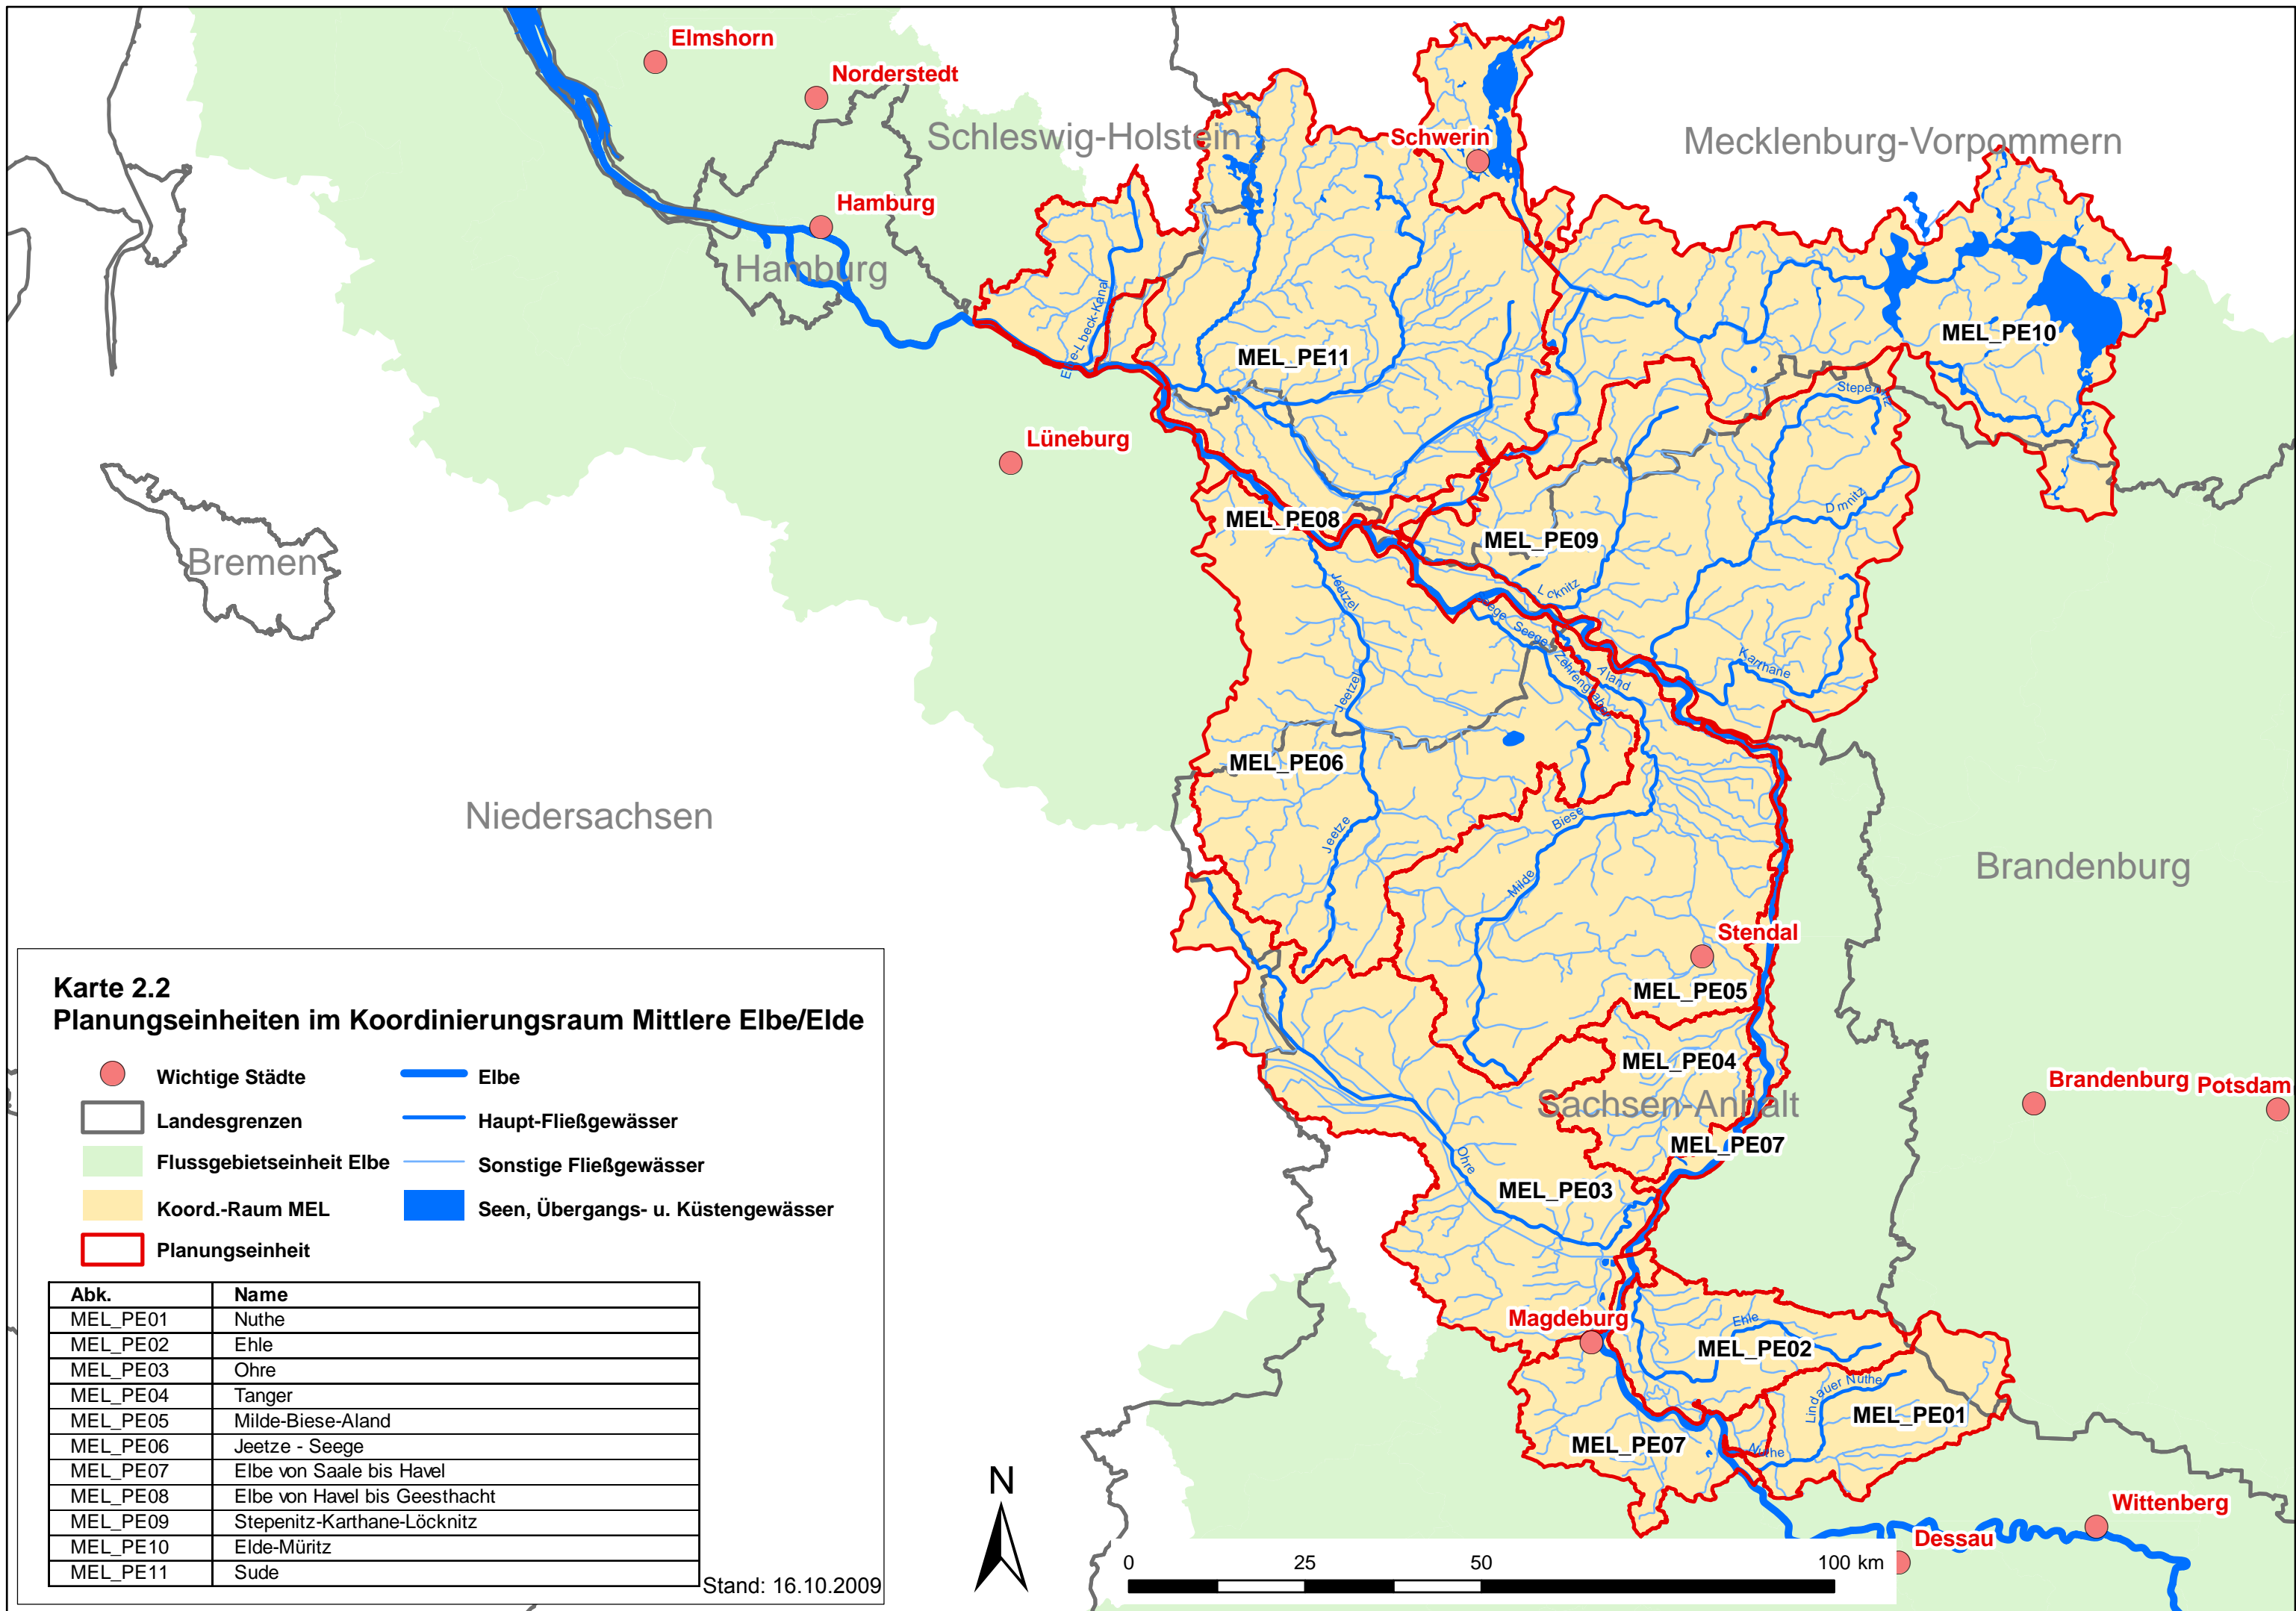 Elmshorn
Norderstedt
Schleswig-Holstein
Schwerin
Mecklenburg-Vorpommern
Hamburg
Hamburg
MEL_PE10
MEL_PE11
Lüneburg
Dmnitz
MEL_PE08
MEL_PE09
Bremen
Jeetzel
Lcknitz
Seege
Aland
Karthane
Jeetzel
MEL_PE06
Niedersachsen
Biese
Jeetze
Brandenburg
Milde
Stendal
MEL_PE05
MEL_PE04
Brandenburg
Potsdam
Sachsen-Anhalt
MEL_PE07
Ohre
MEL_PE03
Magdeburg
Ehle
MEL_PE02
Lindauer Nuthe
MEL_PE01
MEL_PE07
Nuthe
Wittenberg
Dessau
Karte 2.2
Planungseinheiten im Koordinierungsraum Mittlere Elbe/Elde
Wichtige Städte
Elbe
Landesgrenzen
Haupt-Fließgewässer
Flussgebietseinheit Elbe
Sonstige Fließgewässer
Koord.-Raum MEL
Seen, Übergangs- u. Küstengewässer
Planungseinheit
Abk. Name
MEL_PE01 Nuthe
MEL_PE02 Ehle
MEL_PE03 Ohre
MEL_PE04 Tanger
MEL_PE05 Milde-Biese-Aland
MEL_PE06 Jeetze - Seege
MEL_PE07 Elbe von Saale bis Havel
MEL_PE08 Elbe von Havel bis Geesthacht
MEL_PE09 Stepenitz-Karthane-Löcknitz
MEL_PE10 Elde-Müritz
MEL_PE11 Sude
Stand: 16.10.2009
N
0 25 50 100 km